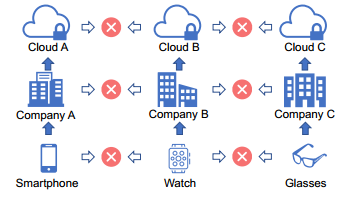 Cloud A
Cloud B
Cloud C
Company A
Company B
Company C
Smartphone
Watch
Glasses